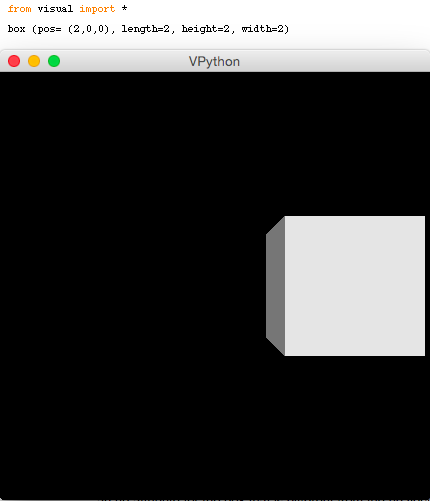 from visual import *
box (pos= (2,0,0), length=2, height=2, width=2)
VPython